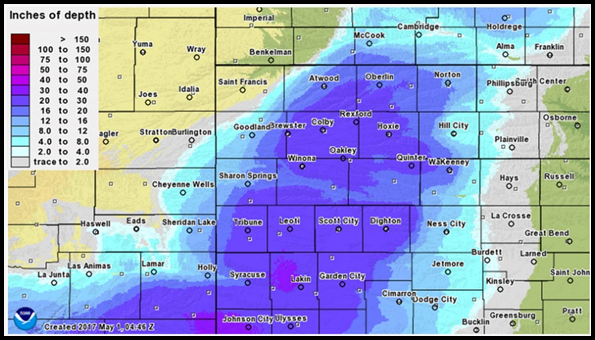 Inches of depth
> 150
100 to 150
75 to 100
50 to 75
40 to 50
30 to 40
20 to 30
16 to 20
12 to 16
8.0 to 12
4.0 to 8.0
2.0 to 4.0
trace to 2.0
Imperial
Cambridge
Holdrege
McCook
Yuma
Wray
Benkelman
Alma
Franklin
Saint Francis
Atwood
Oberlin
Norton
Phillipsburg
Smith Center
Joes
Idalia
Rexford
Osborne
agler
Stratton
Burlington
Goodland
Brewster
Colby
Hoxie
Hill City
Plainville
Oakley
Winona
Quinter
WaKeeney
Sharon Springs
Hays
Russell
Cheyenne Wells
La Crosse
Haswell
Eads
Sheridan Lake
Tribune
Leoti
Scott City
Dighton
Ness City
Great Bend
Burdett
Larned
La Junta
Las Animas
Lamar
Holly
Syracuse
Lakin
Garden City
Jetmore
Saint John
Kinsley
Cimarron
Dodge City
Johnson City
Ulysses
Bucklin
Greensburg
Pratt
NOAA
Created 2017 May 1, 04:46 Z